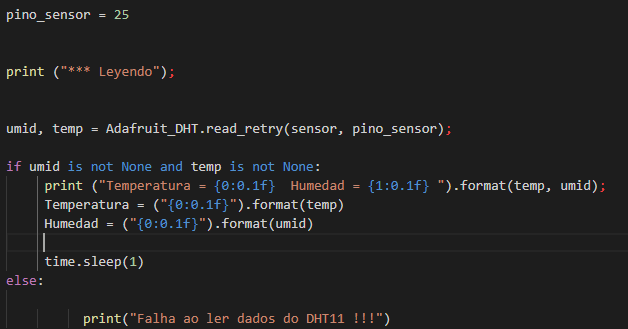 pino_sensor = 25
print ("*** Leyendo");
umid, temp = Adafruit_DHT.read_retry(sensor, pino_sensor);
if umid is not None and temp is not None:
print ("Temperatura = {0:0.1f}  Humedad = {1:0.1f} ").format(temp, umid);
Temperatura = ("{0:0.1f}").format(temp)
Humedad = ("{0:0.1f}").format(umid)
time.sleep(1)
else:
print("Falha ao ler dados do DHT11 !!!")